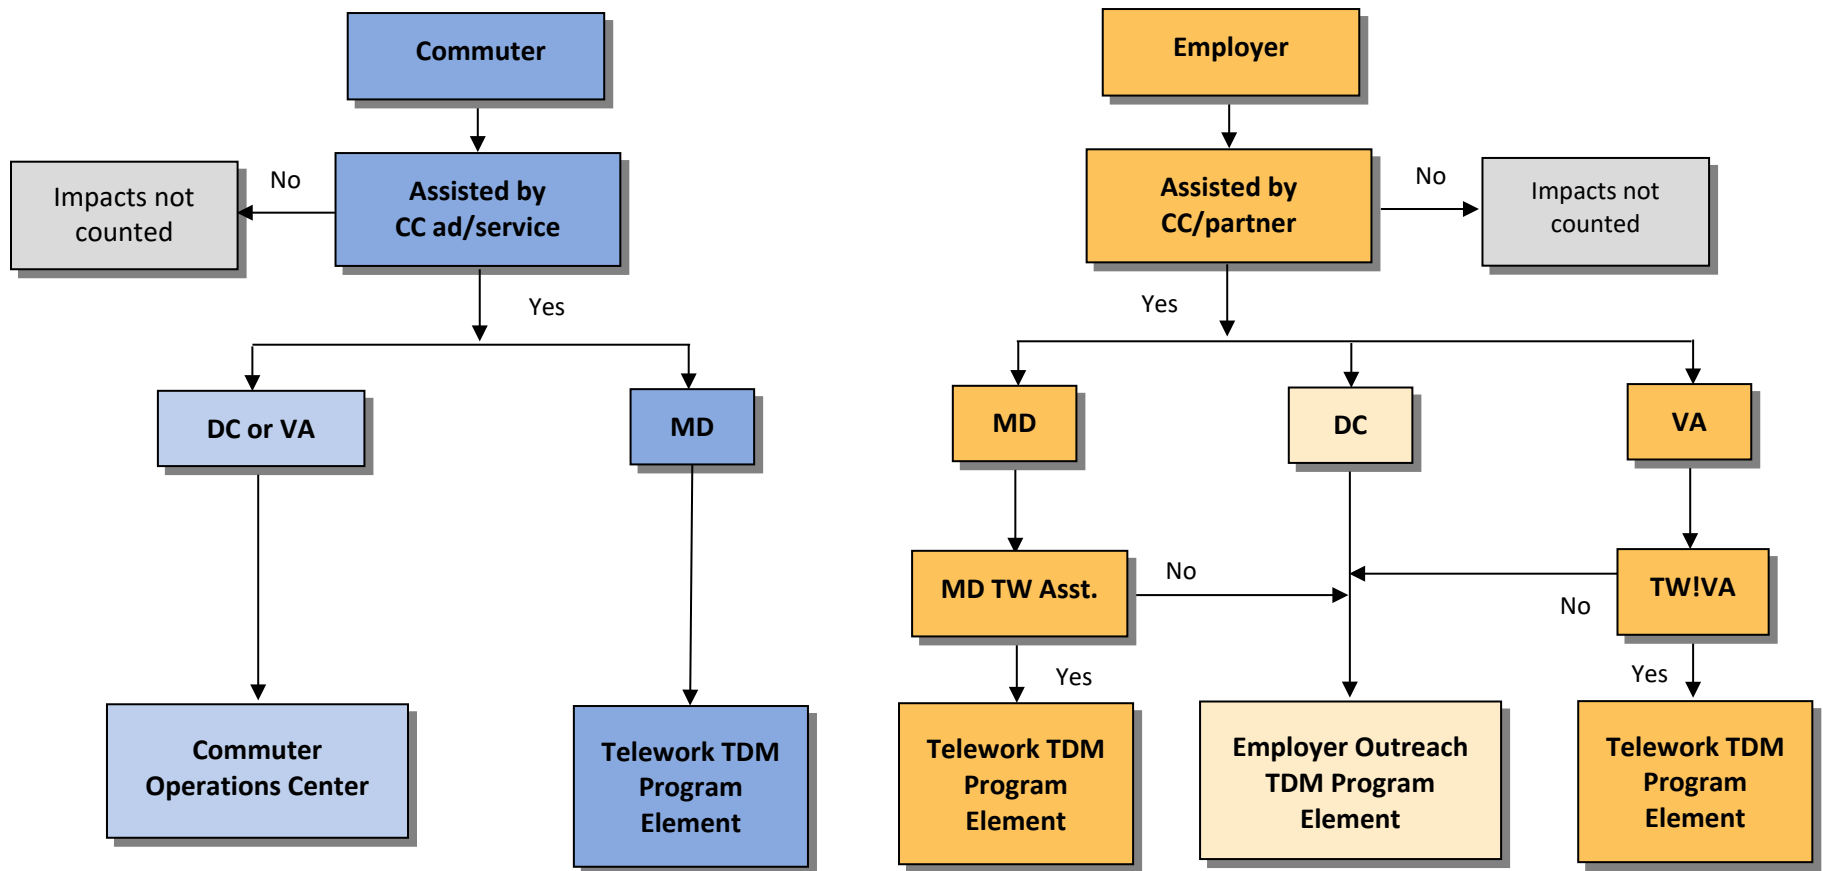 Commuter
Employer
No
Impacts not
counted
Assisted by
CC ad/service
Yes
Assisted by
CC/partner
No
Impacts not
counted
Yes
DC or VA
MD
MD
DC
VA
MD TW Asst.
No
TW!VA
No
Yes
Yes
Commuter
Operations Center
Telework TDM
Program
Element
Telework TDM
Program
Element
Employer Outreach
TDM Program
Element
Telework TDM
Program
Element